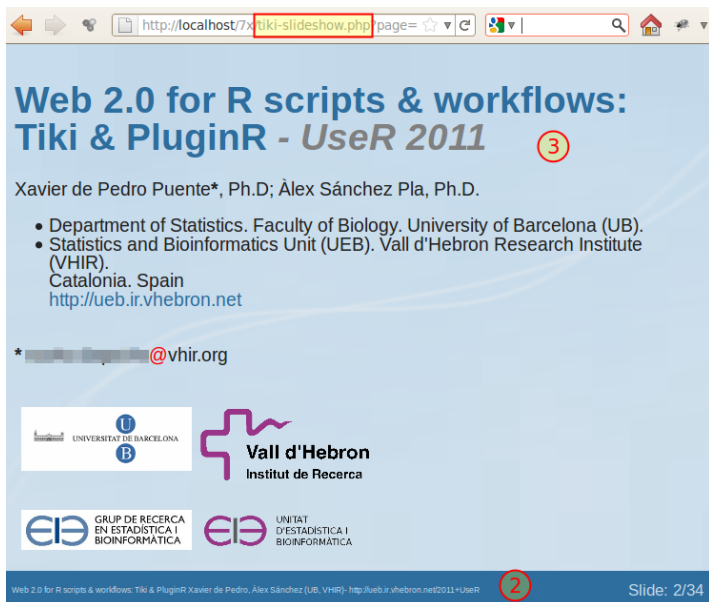 http://localhost/7x/tiki-slideshow.php?page=
Web 2.0 for R scripts & workflows:
Tiki & PluginR - UseR 2011
3
Xavier de Pedro Puente*, Ph.D; Àlex Sánchez Pla, Ph.D.
• Department of Statistics. Faculty of Biology. University of Barcelona (UB).
• Statistics and Bioinformatics Unit (UEB). Vall d'Hebron Research Institute
(VHIR).
Catalonia. Spain
http://ueb.ir.vhebron.net
* @vhir.org
UNIVERSITAT DE BARCELONA
U
B
Vall d'Hebron
Institut de Recerca
GRUP DE RECERCA
EN ESTADÍSTICA I
BIOINFORMÀTICA
UNITAT
D'ESTADÍSTICA I
BIOINFORMÀTICA
Web 2.0 for R scripts & workflows: Tiki & PluginR Xavier de Pedro, Àlex Sánchez (UB, VHIR)- http://ueb.ir.vhebron.net/2011+UseR
2
Slide: 2/34